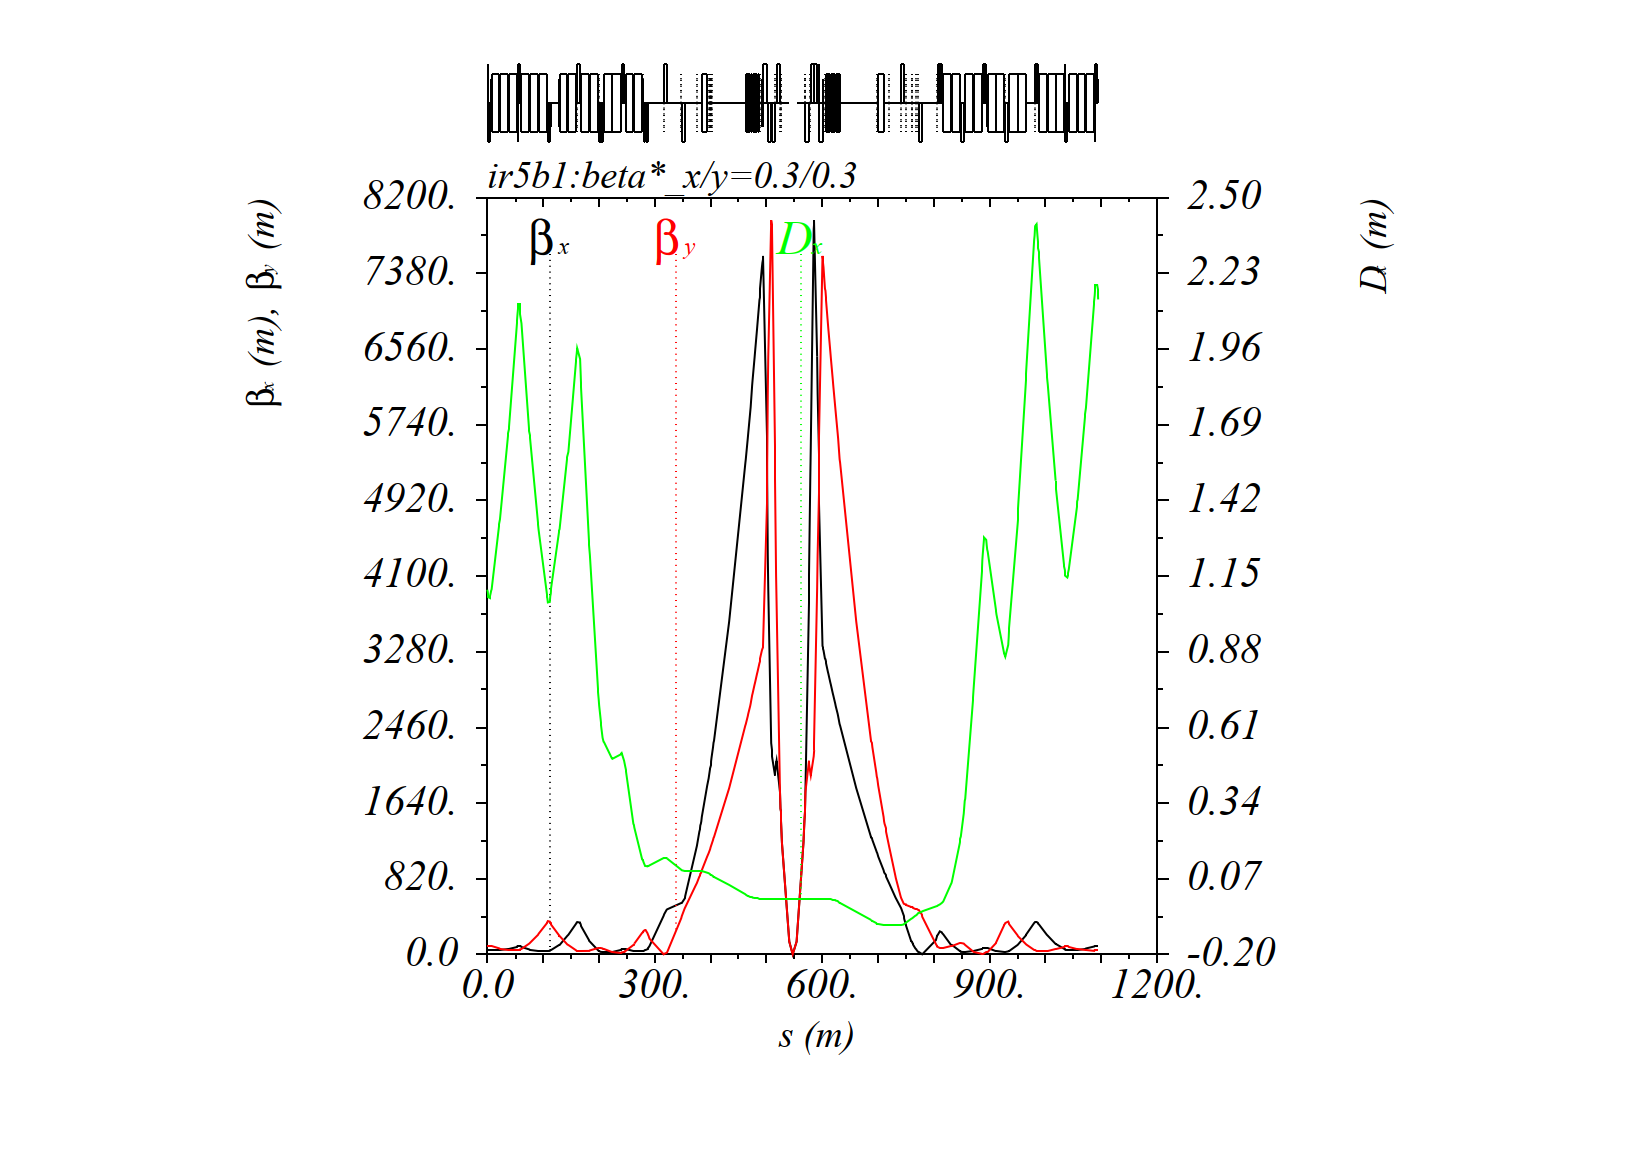 ir5b1:beta*_x/y=0.3/0.3
βx (m), βy (m)
Dx (m)
βx βy Dx
8200. 2.50
7380. 2.23
6560. 1.96
5740. 1.69
4920. 1.42
4100. 1.15
3280. 0.88
2460. 0.61
1640. 0.34
820. 0.07
0.0 -0.20
0.0 300. 600. 900. 1200.
s (m)